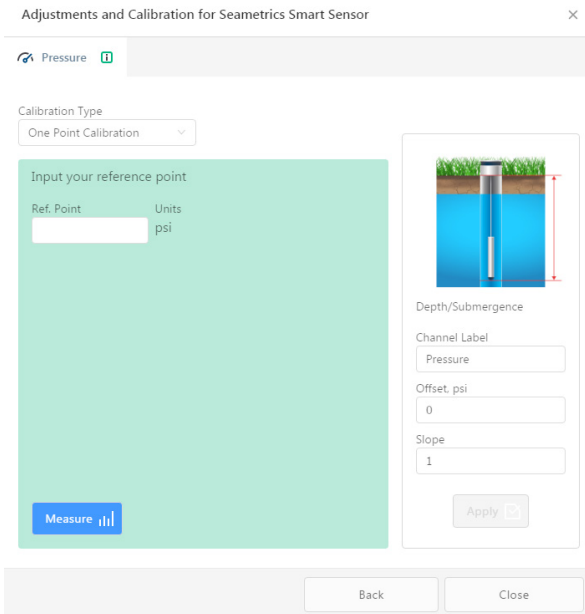 Adjustments and Calibration for Seametrics Smart Sensor
Pressure
Calibration Type
One Point Calibration
Input your reference point
Ref. Point Units
psi
Measure
Depth/Submergence
Channel Label
Pressure
Offset, psi
0
Slope
1
Apply
Back Close